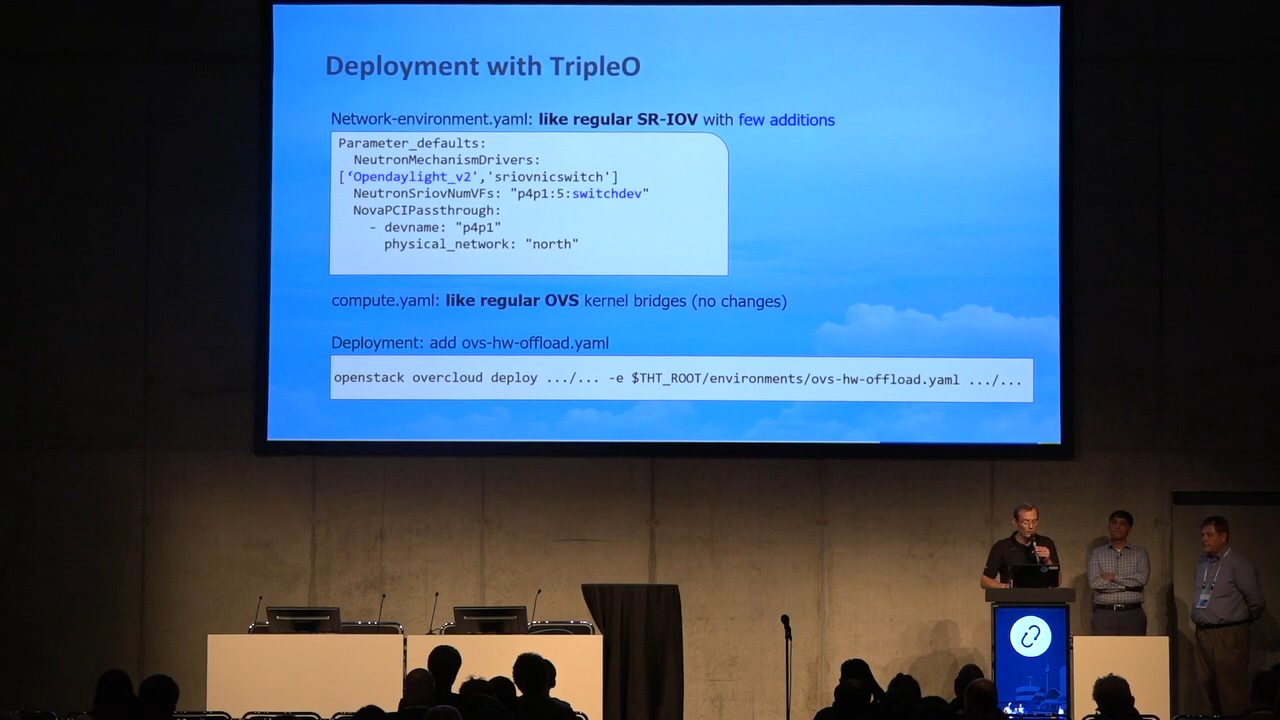 Deployment with TripleO
Network-environment.yaml: like regular SR-IOV with few additions
Parameter_defaults:
NeutronMechanismDrivers:
[‘Opendaylight_v2','sriovnicswitch']
NeutronSriovNumVFs: "p4p1:5:switchdev"
NovaPCIPassthrough:
- devname: "p4p1"
physical_network: "north"
compute.yaml: like regular OVS kernel bridges (no changes)
Deployment: add ovs-hw-offload.yaml
openstack overcloud deploy .../... -e $THT_ROOT/environments/ovs-hw-offload.yaml .../...